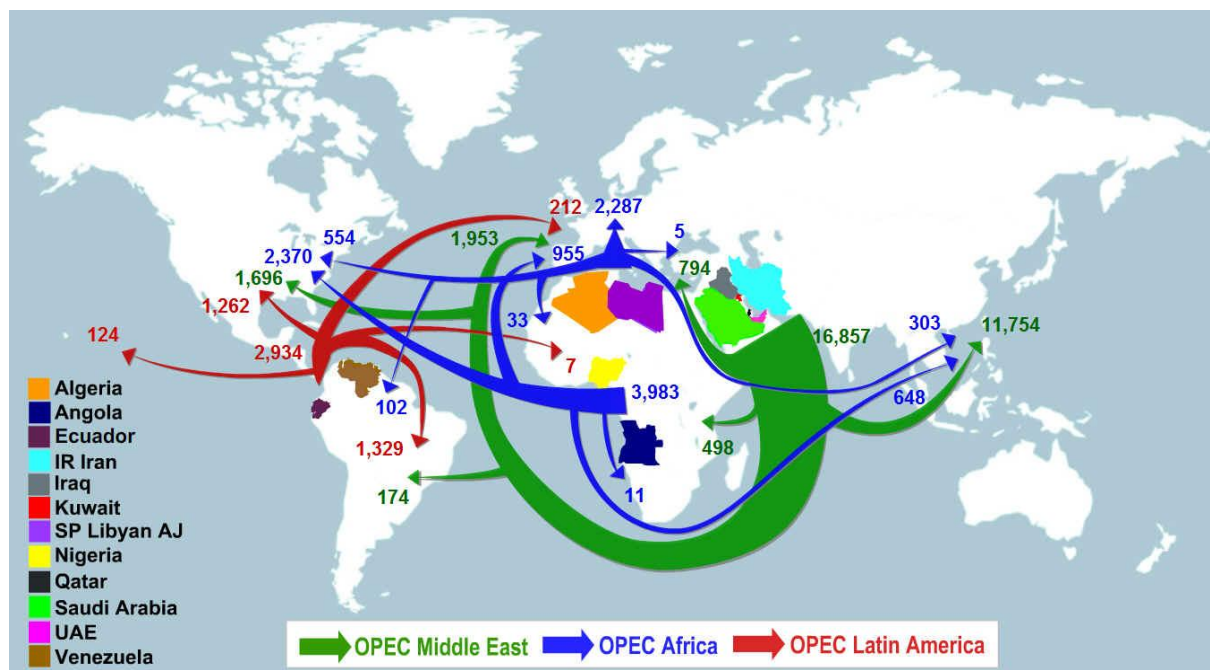 212
2,287
5
554
1,953
955
2,370
794
1,696
1,262
33
303
11,754
16,857
124
2,934
7
3,983
648
102
498
1,329
174
11
Algeria
Angola
Ecuador
IR Iran
Iraq
Kuwait
SP Libyan AJ
Nigeria
Qatar
Saudi Arabia
UAE
Venezuela
OPEC Middle East
OPEC Africa
OPEC Latin America